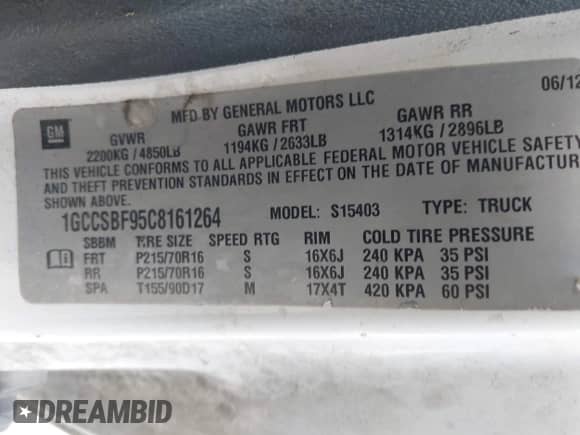 MFD BY GENERAL MOTORS LLC
06/12
GM
GVWR GAWR FRT GAWR RR
2200KG / 4850LB 1194KG / 2633LB 1314KG / 2896LB
THIS VEHICLE CONFORMS TO ALL APPLICABLE FEDERAL MOTOR VEHICLE SAFETY
AND THEFT PREVENTION STANDARDS IN EFFECT ON THE DATE OF MANUFACTUR
SHOWN ABOVE.
1GCCSBF95C8161264 MODEL: S15403 TYPE: TRUCK
SBBM TIRE SIZE SPEED RTG RIM COLD TIRE PRESSURE
FRT P215/70R16 S 16X6J 240 KPA 35 PSI
RR P215/70R16 S 16X6J 240 KPA 35 PSI
SPA T155/90D17 M 17X4T 420 KPA 60 PSI
DREAMBID